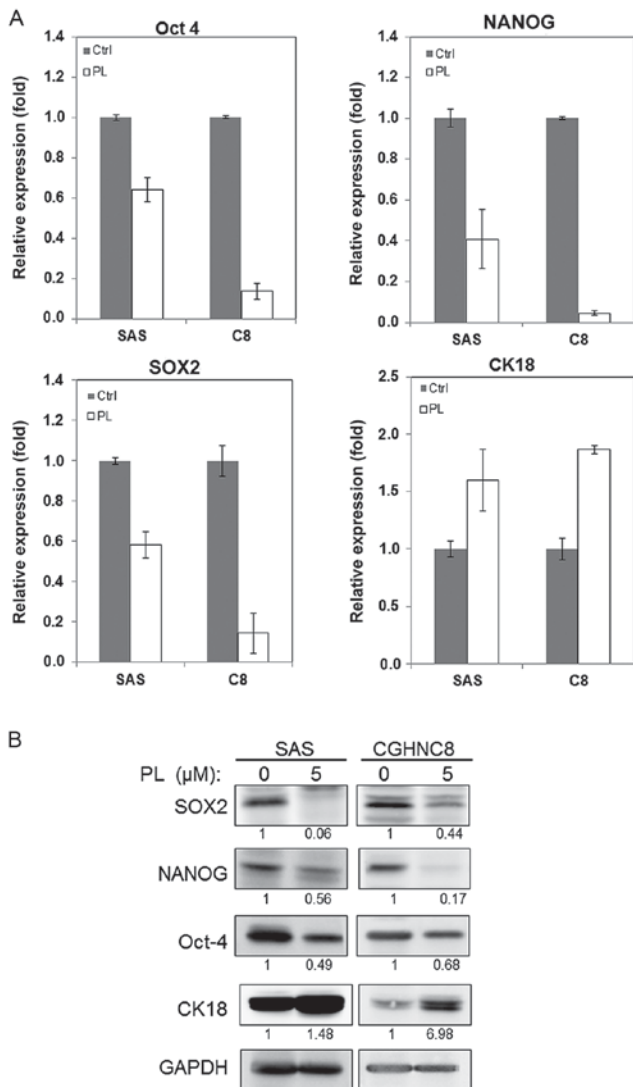 A
Oct 4
NANOG
Relative expression (fold)
1.4
1.2
1.0
0.8
0.6
0.4
0.2
0.0
Ctrl
PL
SAS C8
Relative expression (fold)
1.4
1.2
1.0
0.8
0.6
0.4
0.2
0.0
Ctrl
PL
SAS C8
SOX2
CK18
Relative expression (fold)
1.4
1.2
1.0
0.8
0.6
0.4
0.2
0.0
Ctrl
PL
SAS C8
Relative expression (fold)
2.5
2.0
1.5
1.0
0.5
0.0
Ctrl
PL
SAS C8
B
SAS CGHNC8
PL (µM): 0 5 0 5
SOX2
1 0.06 1 0.44
NANOG
1 0.56 1 0.17
Oct-4
1 0.49 1 0.68
CK18
1 1.48 1 6.98
GAPDH